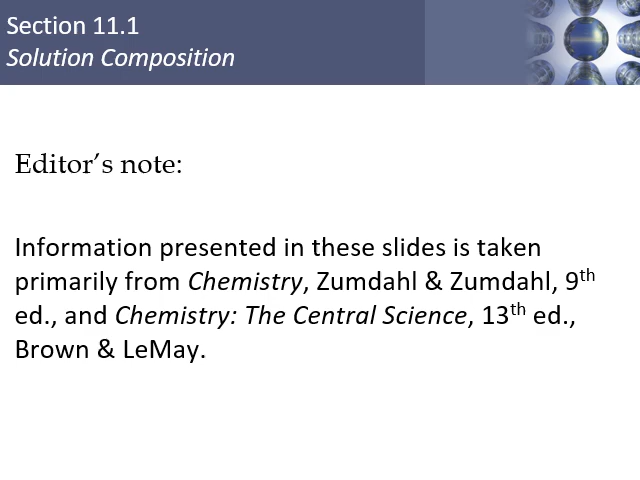 Section 11.1
Solution Composition
Editor’s note:
Information presented in these slides is taken
primarily from Chemistry, Zumdahl & Zumdahl, 9th
ed., and Chemistry: The Central Science, 13th ed.,
Brown & LeMay.